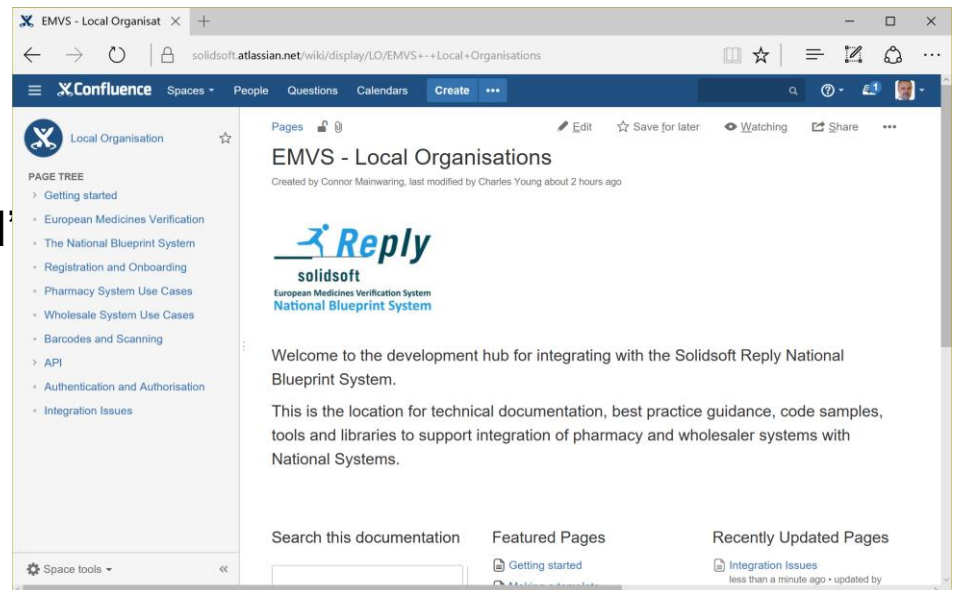 EMVS - Local Organisat
solidsoft.atlassian.net/wiki/display/LO/EMVS+-+Local+Organisations
Confluence Spaces People Questions Calendars Create
1
Local Organisation
PAGE TREE
Getting started
European Medicines Verification
The National Blueprint System
Registration and Onboarding
Pharmacy System Use Cases
Wholesale System Use Cases
Barcodes and Scanning
API
Authentication and Authorisation
Integration Issues
Space tools
Pages Edit Save for later Watching Share
EMVS - Local Organisations
Created by Connor Mainwaring, last modified by Charles Young about 2 hours ago
Reply
solidsoft
European Medicines Verification System
National Blueprint System
Welcome to the development hub for integrating with the Solidsoft Reply National
Blueprint System.
This is the location for technical documentation, best practice guidance, code samples,
tools and libraries to support integration of pharmacy and wholesaler systems with
National Systems.
Search this documentation
Featured Pages
Getting started
Making a template
Recently Updated Pages
Integration Issues
less than a minute ago • updated by